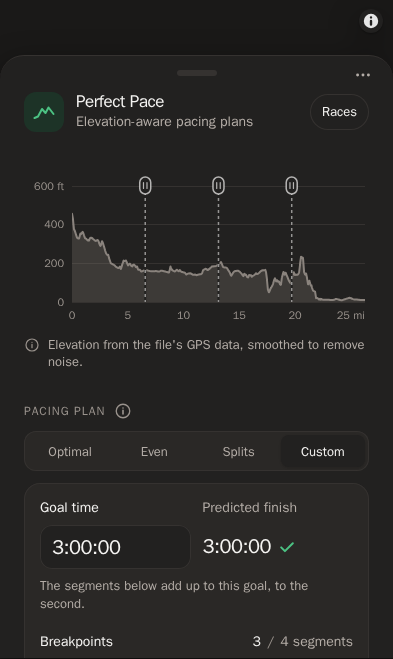 Perfect Pace
Elevation-aware pacing plans
Races
600 ft
400
200
0
0 5 10 15 20 25 mi
Elevation from the file's GPS data, smoothed to remove
noise.
PACING PLAN
Optimal Even Splits Custom
Goal time Predicted finish
3:00:00 3:00:00
The segments below add up to this goal, to the
second.
Breakpoints 3 / 4 segments